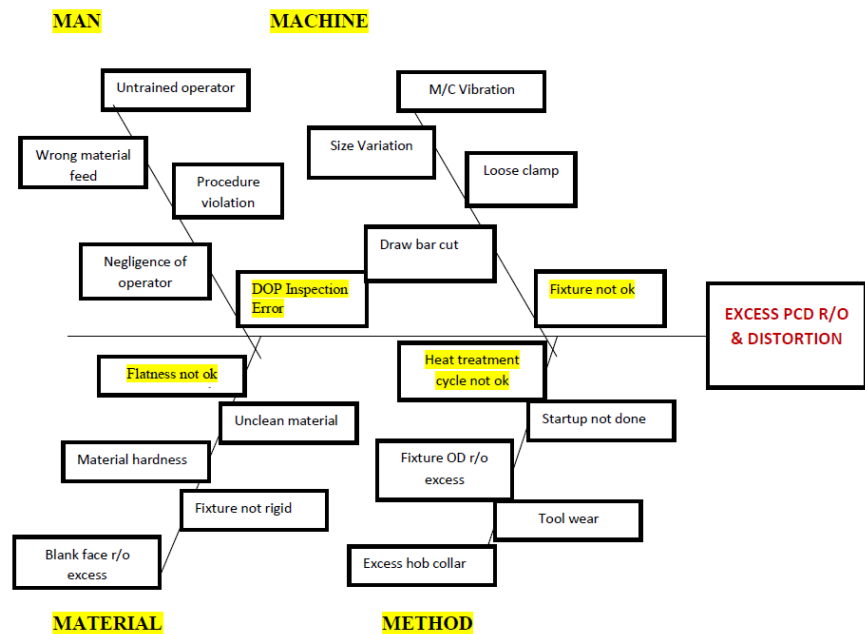 MAN
MACHINE
Untrained operator
M/C Vibration
Wrong material
feed
Size Variation
Procedure
violation
Loose clamp
Negligence of
operator
Draw bar cut
DOP Inspection
Error
Fixture not ok
EXCESS PCD R/O
& DISTORTION
Flatness not ok
Heat treatment
cycle not ok
Unclean material
Startup not done
Material hardness
Fixture OD r/o
excess
Fixture not rigid
Tool wear
Blank face r/o
excess
Excess hob collar
MATERIAL
METHOD